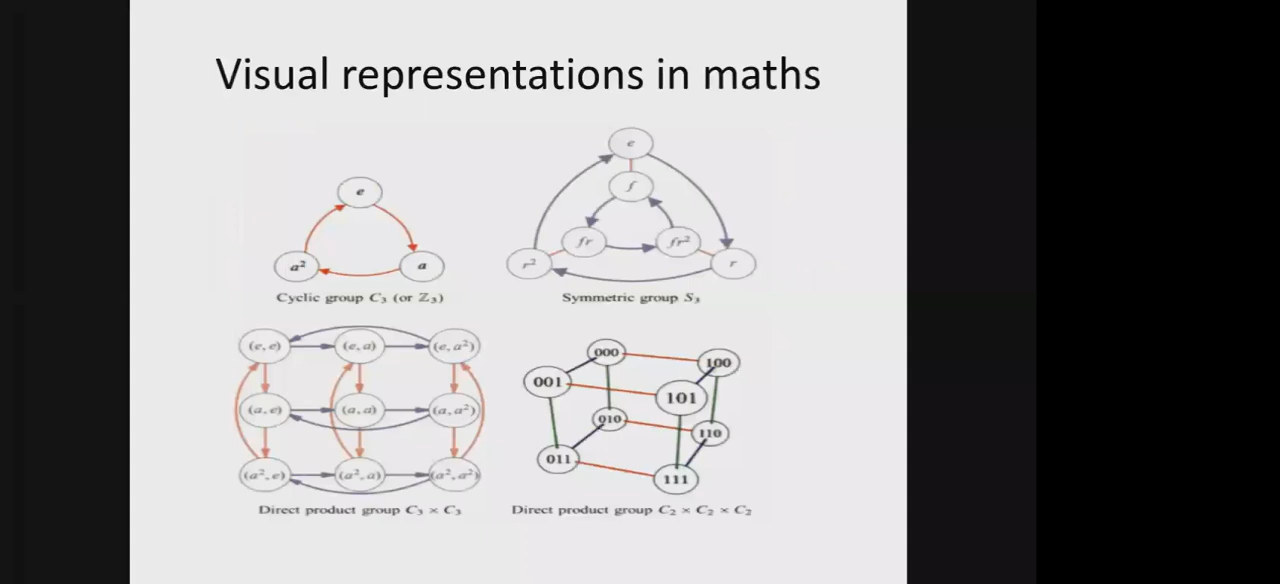 Visual representations in maths
e
a²
a
Cyclic group C₃ (or Z₃)
e
f
fr
fr²
r²
r
Symmetric group S₃
(e, e)
(e, a)
(e, a²)
(a, e)
(a, a)
(a, a²)
(a², e)
(a², a)
(a², a²)
Direct product group C₃ × C₃
000
100
001
101
010
110
011
111
Direct product group C₂ × C₂ × C₂